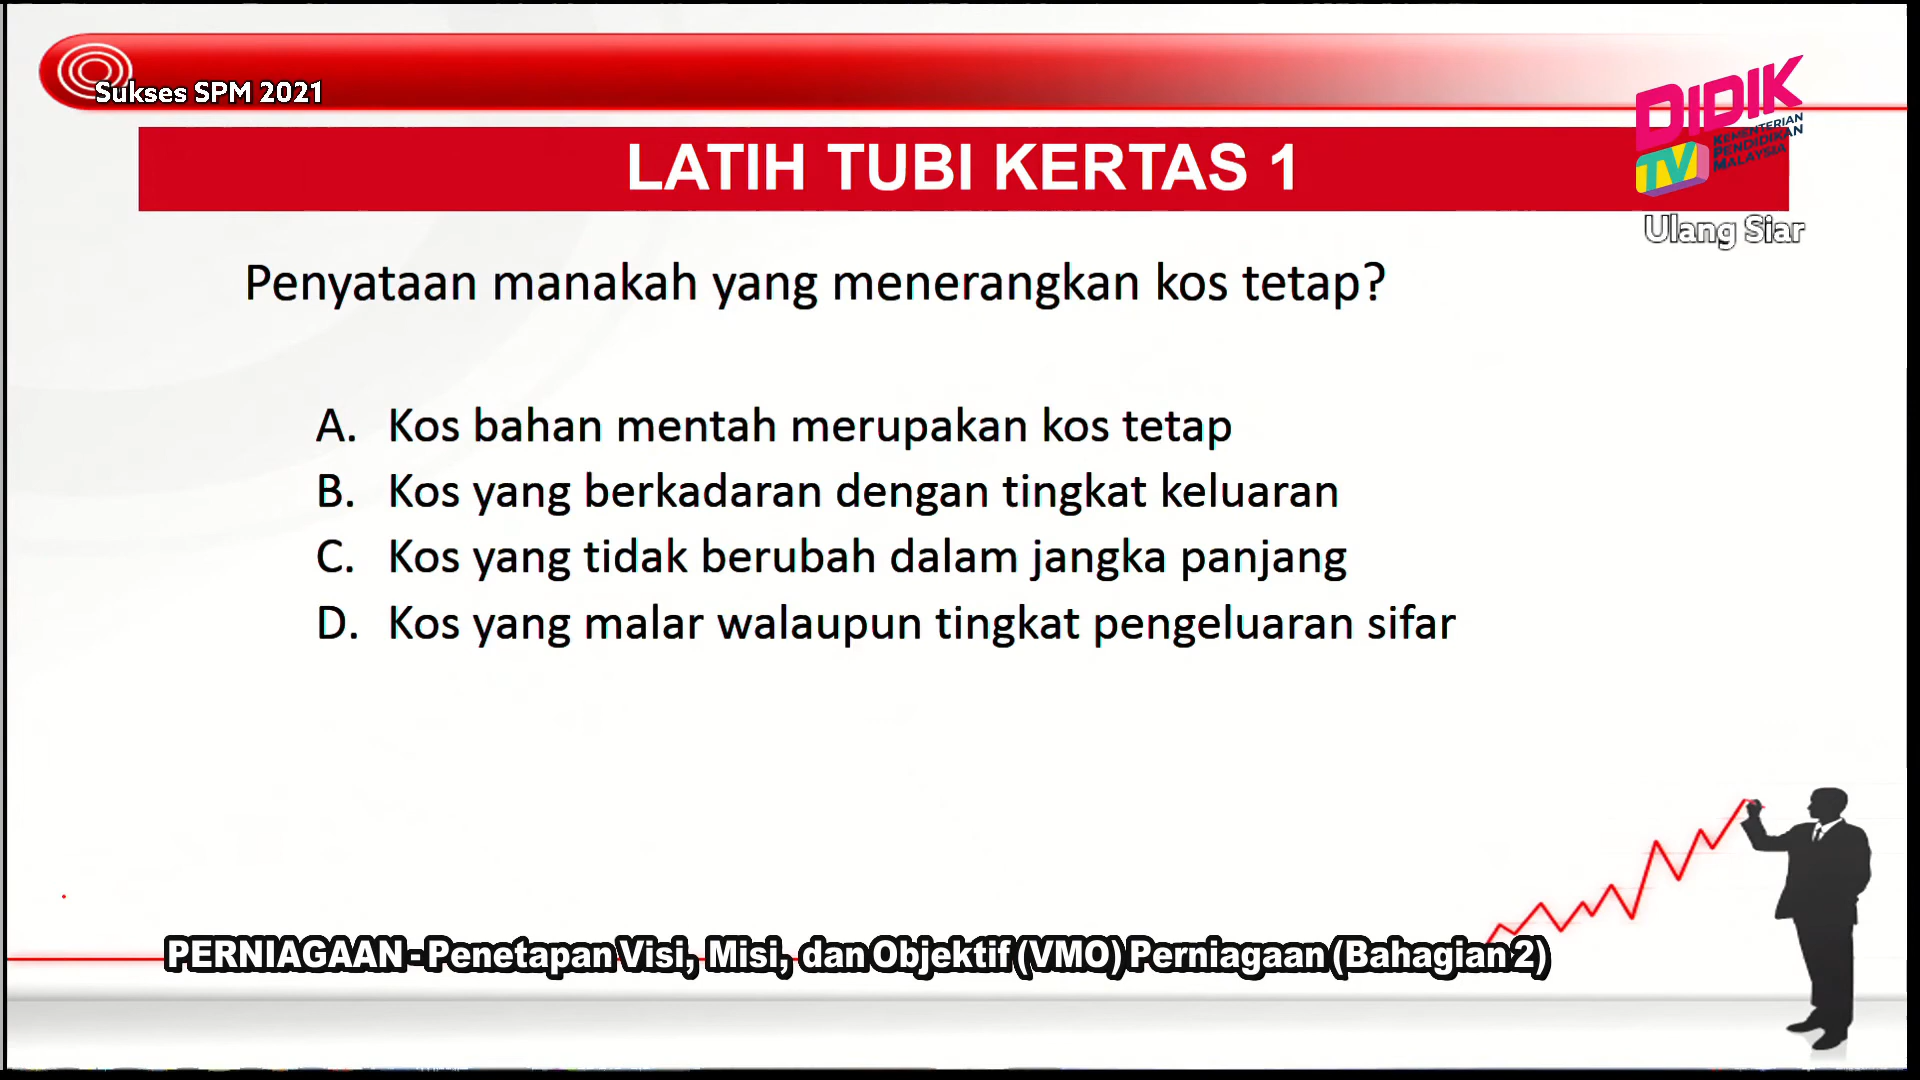 Sukses SPM 2021
DIDIK
TV
KEMENTERIAN
PENDIDIKAN
MALAYSIA
LATIH TUBI KERTAS 1
Ulang Siar
Penyataan manakah yang menerangkan kos tetap?
A. Kos bahan mentah merupakan kos tetap
B. Kos yang berkadaran dengan tingkat keluaran
C. Kos yang tidak berubah dalam jangka panjang
D. Kos yang malar walaupun tingkat pengeluaran sifar
PERNIAGAAN - Penetapan Visi, Misi, dan Objektif (VMO) Perniagaan (Bahagian 2)